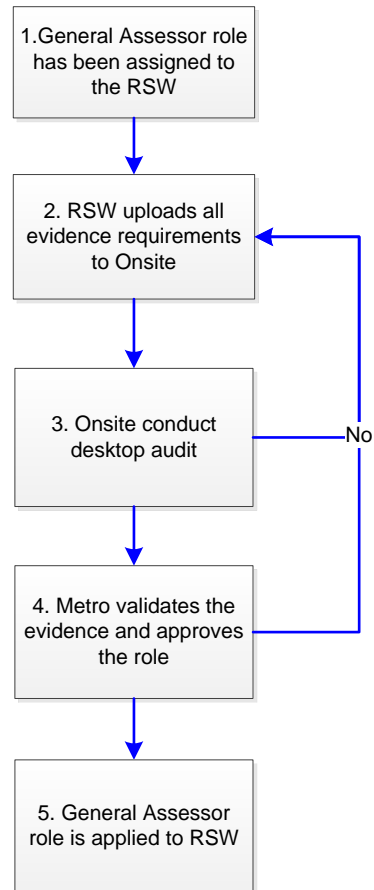 1.General Assessor role
has been assigned to
the RSW
2. RSW uploads all
evidence requirements
to Onsite
3. Onsite conduct
desktop audit
No
4. Metro validates the
evidence and approves
the role
5. General Assessor
role is applied to RSW